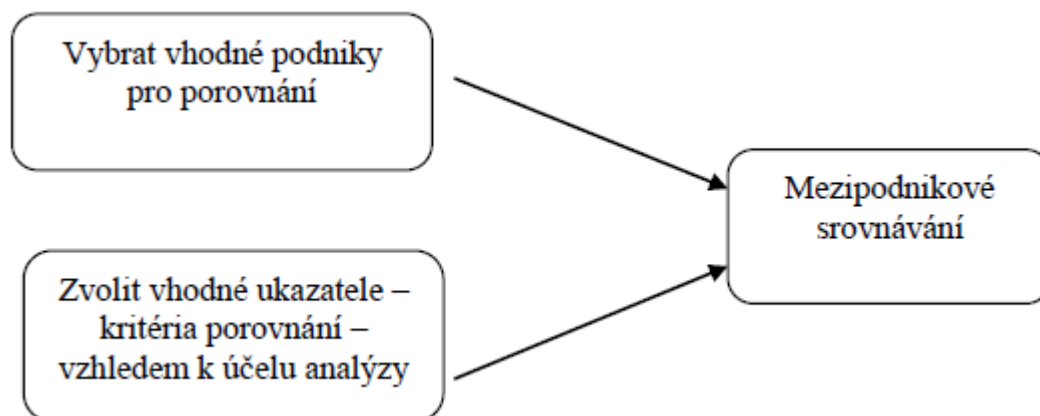 Vybrat vhodné podniky
pro porovnání
Mezipodnikové
srovnávání
Zvolit vhodné ukazatele –
kritéria porovnání –
vzhledem k účelu analýzy